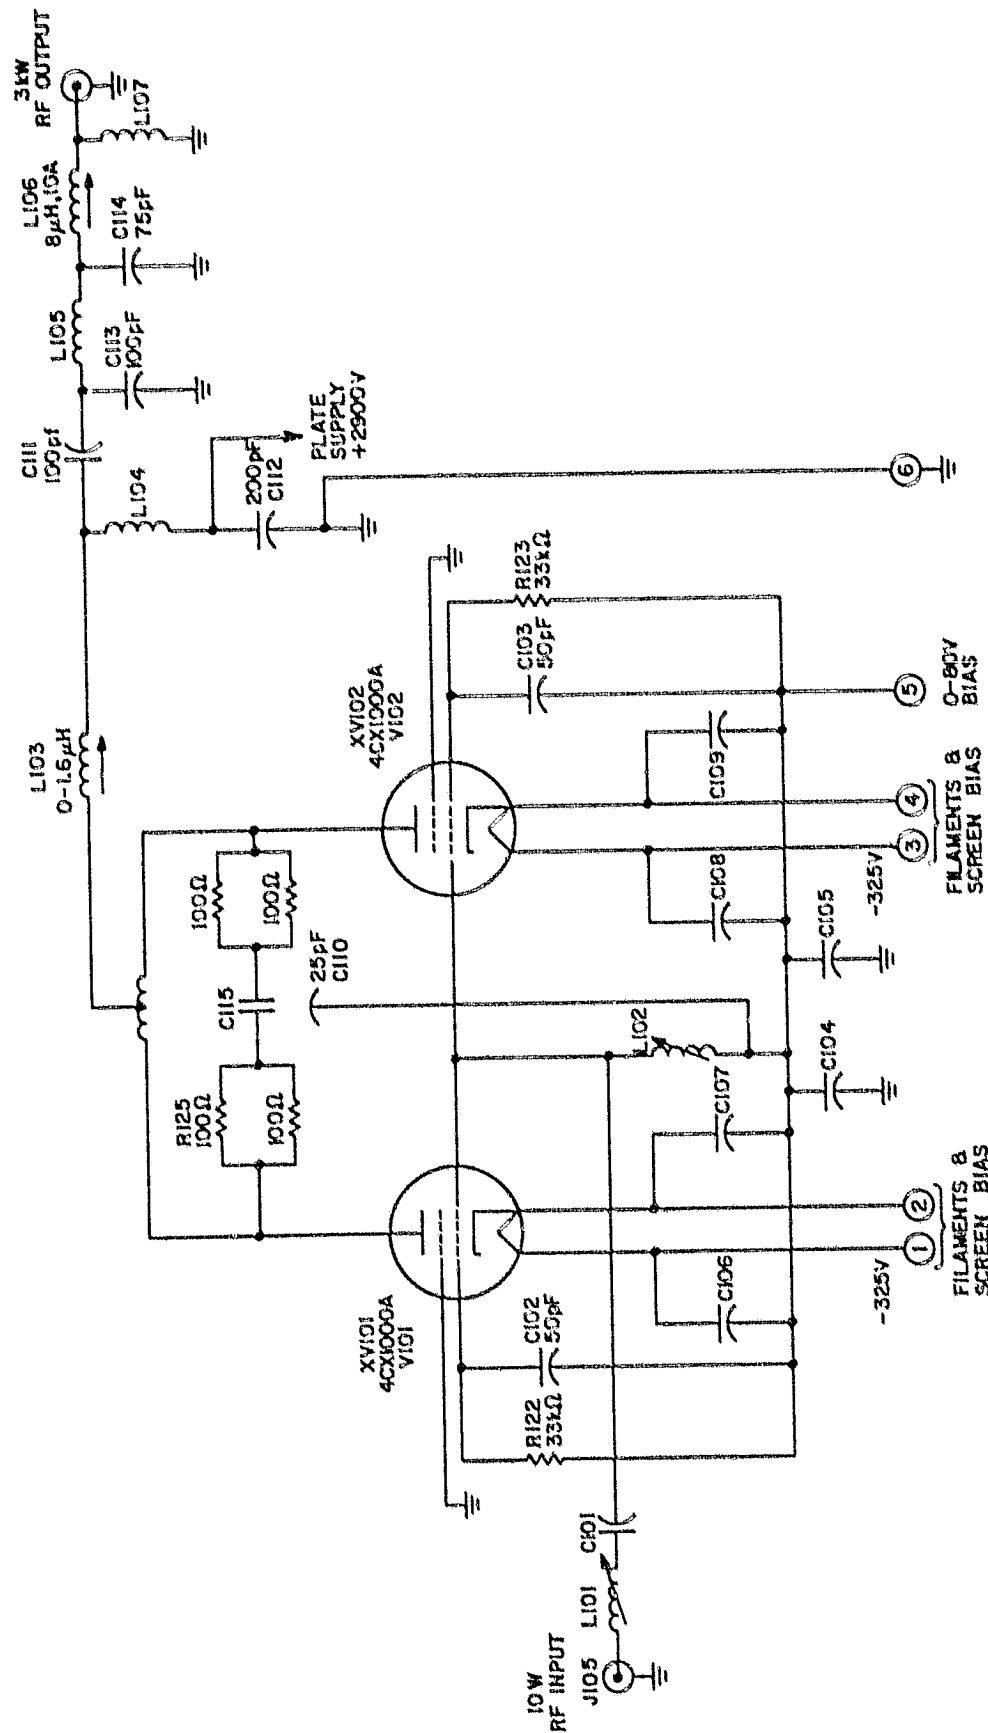 3kW
RF OUTPUT
L107
L106
8µH,10A
C114
75pF
L105
C113
100pF
C111
100pf
L104
200pF
C112
PLATE
SUPPLY
+2900V
6
L103
0-1.6µH
XV102
4CX1000A
V102
R123
33kΩ
C103
50pF
C109
C108
5
0-80V
BIAS
4
3
-325V
FILAMENTS &
SCREEN BIAS
100Ω
100Ω
C115
25pF
C110
R125
100Ω
100Ω
L102
C105
C104
C107
XV101
4CX1000A
V101
C102
50pF
R122
33kΩ
C106
2
1
-325V
FILAMENTS &
SCREEN BIAS
10W
RF INPUT
J105
L101
C101